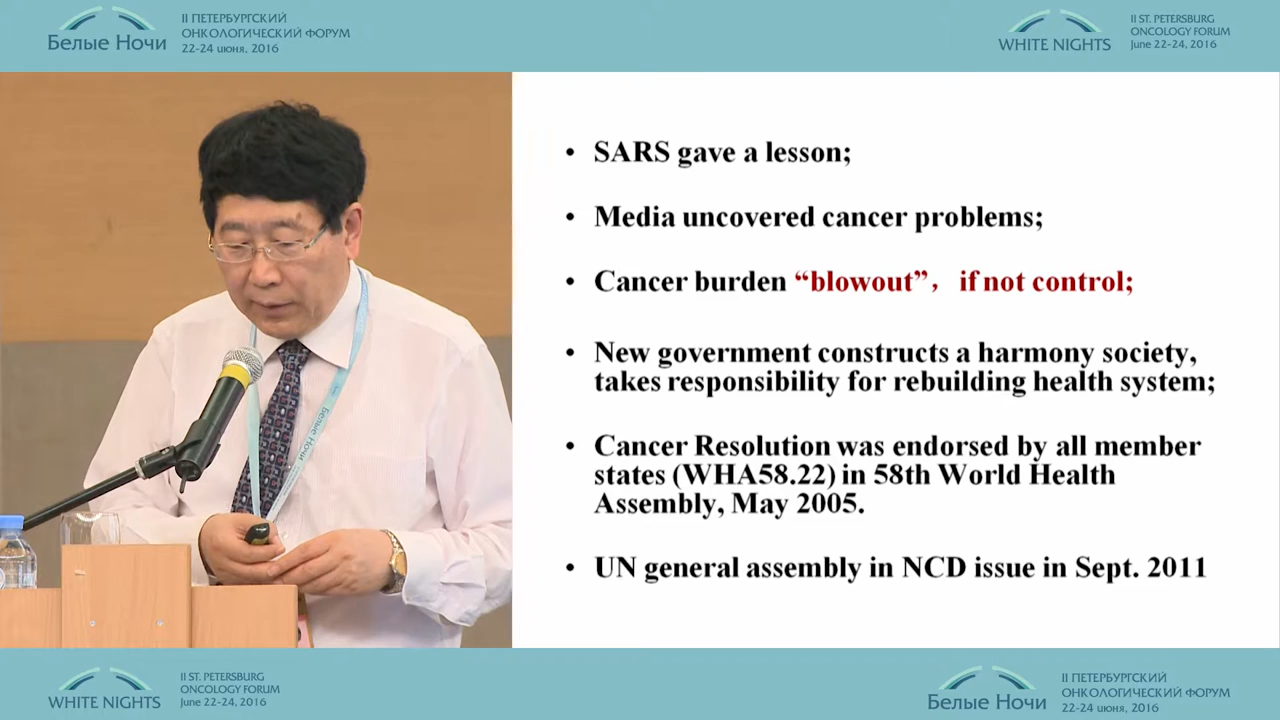 II ПЕТЕРБУРГСКИЙ
ОНКОЛОГИЧЕСКИЙ ФОРУМ
Белые Ночи
22-24 июня, 2016
II ST. PETERSBURG
ONCOLOGY FORUM
WHITE NIGHTS
June 22-24, 2016
• SARS gave a lesson;
• Media uncovered cancer problems;
• Cancer burden “blowout”, if not control;
• New government constructs a harmony society,
takes responsibility for rebuilding health system;
• Cancer Resolution was endorsed by all member
states (WHA58.22) in 58th World Health
Assembly, May 2005.
• UN general assembly in NCD issue in Sept. 2011
Белые Ночи
II ST. PETERSBURG
ONCOLOGY FORUM
WHITE NIGHTS
June 22-24, 2016
II ПЕТЕРБУРГСКИЙ
ОНКОЛОГИЧЕСКИЙ ФОРУМ
Белые Ночи
22-24 июня, 2016